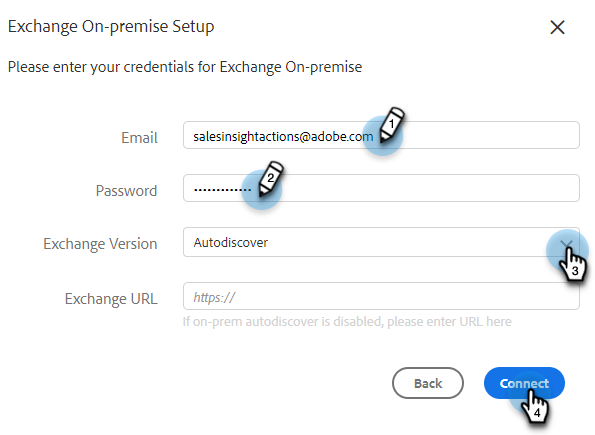 Exchange On-premise Setup
Please enter your credentials for Exchange On-premise
Email salesinsightactions@adobe.com 1
Password ............. 2
Exchange Version Autodiscover 3
Exchange URL https://
If on-prem autodiscover is disabled, please enter URL here
Back Connect 4